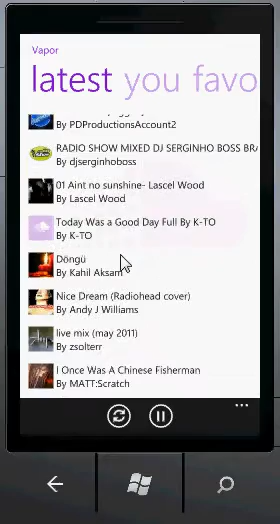 Vapor
latest you favo
By PDProductionsAccount2
RADIO SHOW MIXED DJ SERGINHO BOSS BRA
By djserginhoboss
01 Aint no sunshine- Lascel Wood
By Lascel Wood
Today Was a Good Day Full By K-TO
By K-TO
Döngü
By Kahil Aksam
Nice Dream (Radiohead cover)
By Andy J Williams
live mix (may 2011)
By zsolterr
I Once Was A Chinese Fisherman
By MATT:Scratch